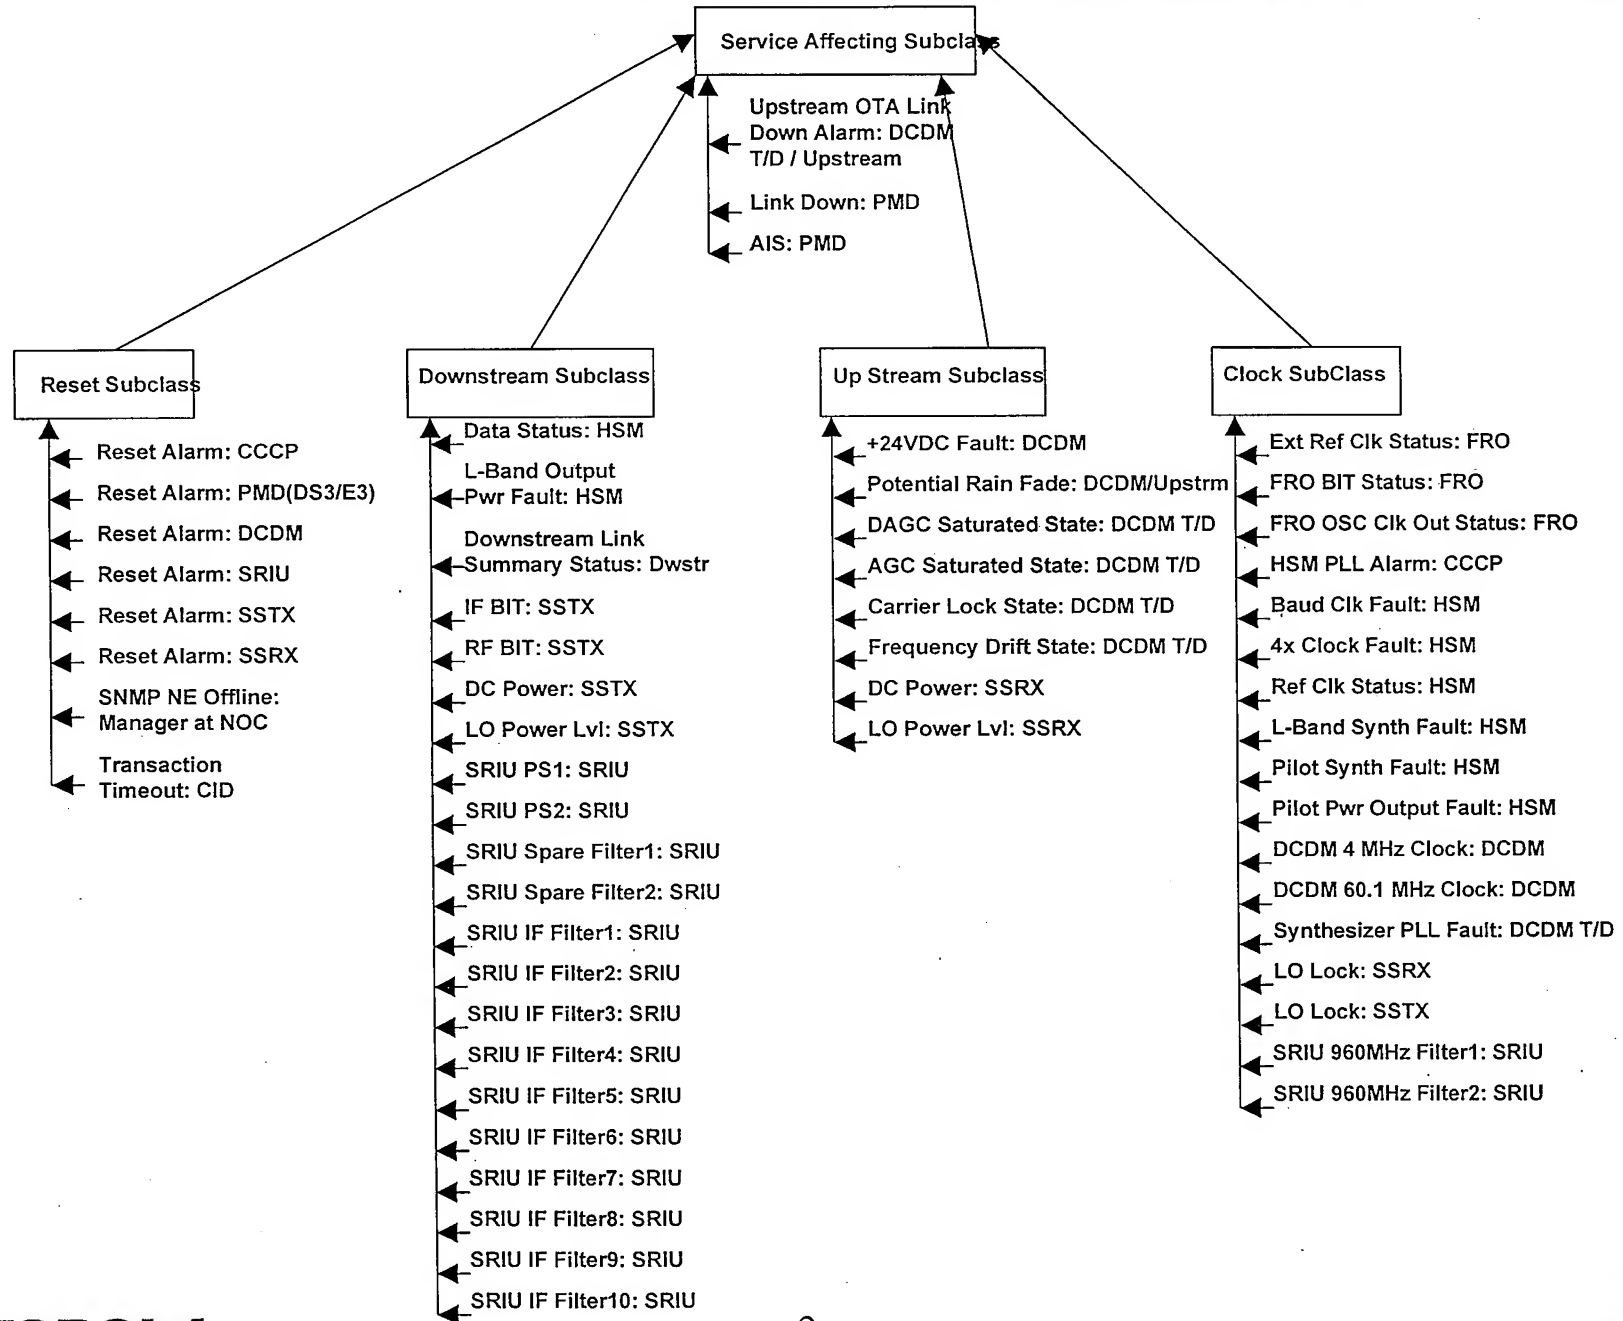 Service Affecting Subclass
Upstream OTA Link
Down Alarm: DCDM
T/D / Upstream
Link Down: PMD
AIS: PMD
Reset Subclass
Reset Alarm: CCCP
Reset Alarm: PMD(DS3/E3)
Reset Alarm: DCDM
Reset Alarm: SRIU
Reset Alarm: SSTX
Reset Alarm: SSRX
SNMP NE Offline:
Manager at NOC
Transaction
Timeout: CID
Downstream Subclass
Data Status: HSM
L-Band Output
Pwr Fault: HSM
Downstream Link
Summary Status: Dwstr
IF BIT: SSTX
RF BIT: SSTX
DC Power: SSTX
LO Power Lvl: SSTX
SRIU PS1: SRIU
SRIU PS2: SRIU
SRIU Spare Filter1: SRIU
SRIU Spare Filter2: SRIU
SRIU IF Filter1: SRIU
SRIU IF Filter2: SRIU
SRIU IF Filter3: SRIU
SRIU IF Filter4: SRIU
SRIU IF Filter5: SRIU
SRIU IF Filter6: SRIU
SRIU IF Filter7: SRIU
SRIU IF Filter8: SRIU
SRIU IF Filter9: SRIU
SRIU IF Filter10: SRIU
Up Stream Subclass
+24VDC Fault: DCDM
Potential Rain Fade: DCDM/Upstrm
DAGC Saturated State: DCDM T/D
AGC Saturated State: DCDM T/D
Carrier Lock State: DCDM T/D
Frequency Drift State: DCDM T/D
DC Power: SSRX
LO Power Lvl: SSRX
Clock SubClass
Ext Ref Clk Status: FRO
FRO BIT Status: FRO
FRO OSC Clk Out Status: FRO
HSM PLL Alarm: CCCP
Baud Clk Fault: HSM
4x Clock Fault: HSM
Ref Clk Status: HSM
L-Band Synth Fault: HSM
Pilot Synth Fault: HSM
Pilot Pwr Output Fault: HSM
DCDM 4 MHz Clock: DCDM
DCDM 60.1 MHz Clock: DCDM
Synthesizer PLL Fault: DCDM T/D
LO Lock: SSRX
LO Lock: SSTX
SRIU 960MHz Filter1: SRIU
SRIU 960MHz Filter2: SRIU